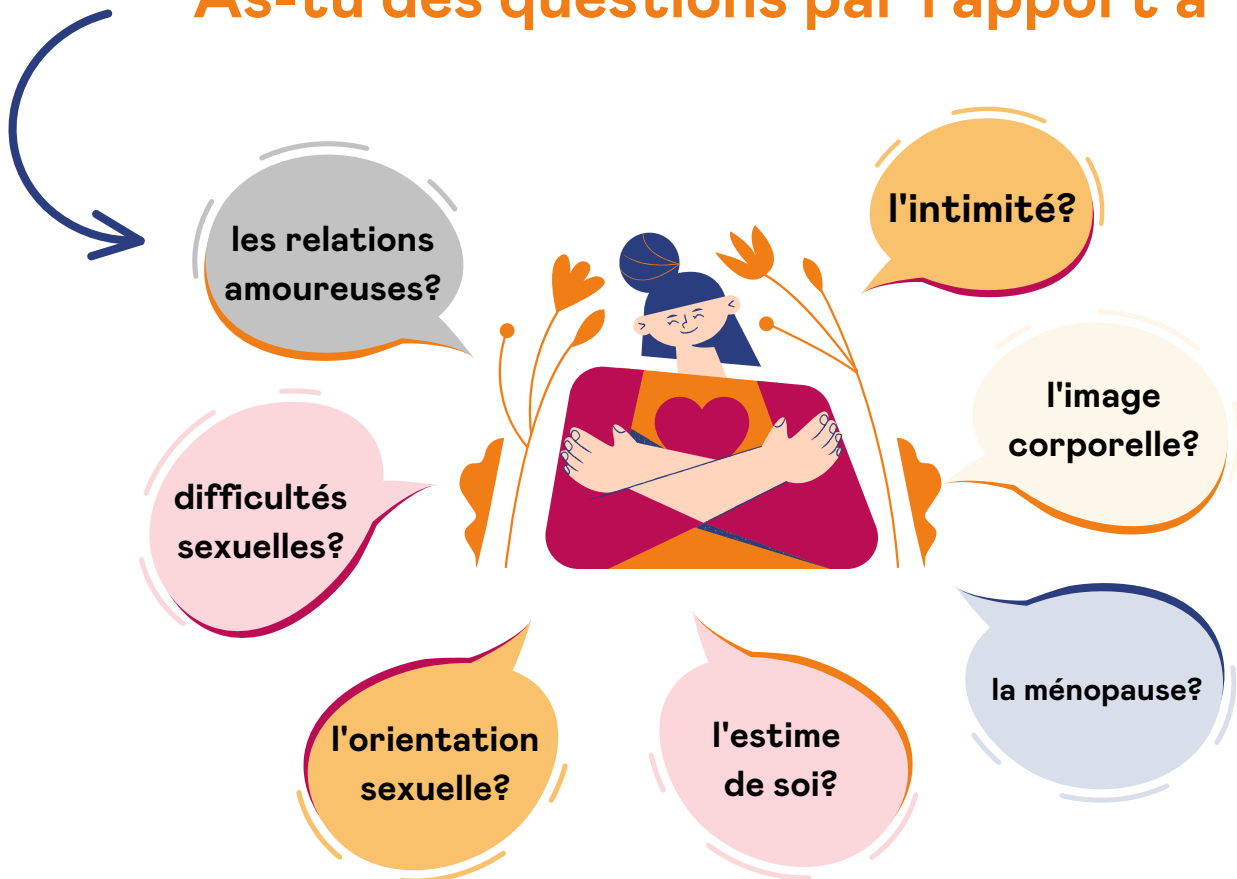 As-tu des questions par rapport à
les relations
amoureuses?
l'intimité?
l'image
corporelle?
difficultés
sexuelles?
la ménopause?
l'orientation
sexuelle?
l'estime
de soi?